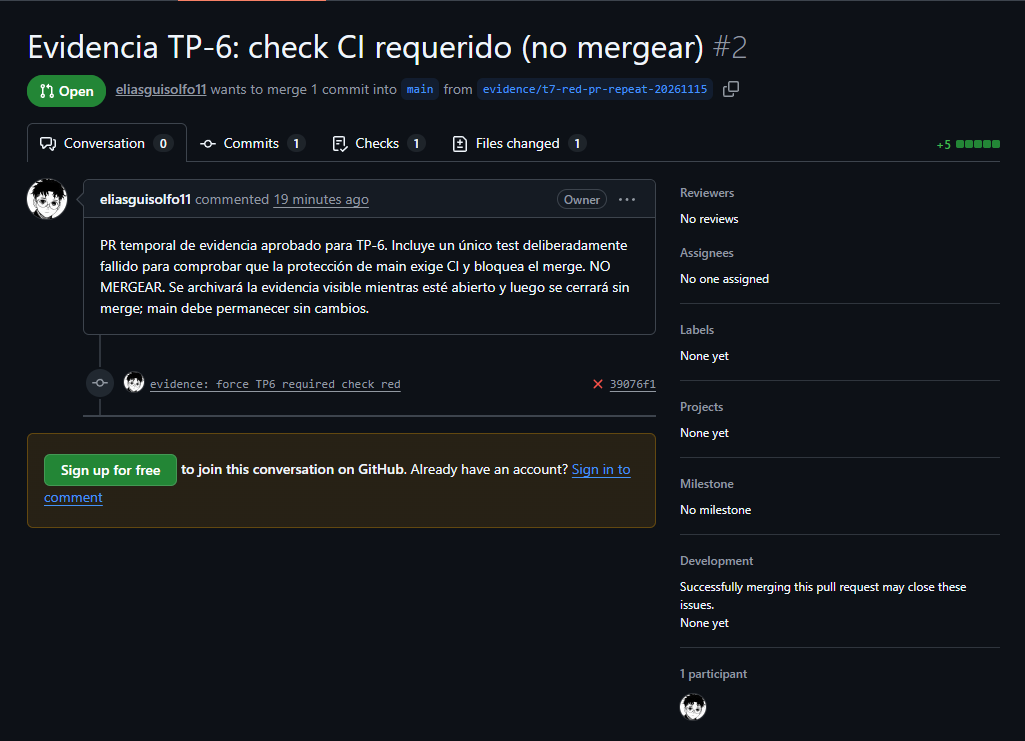 Evidencia TP-6: check CI requerido (no mergear) #2
Open eliasguisolfo11 wants to merge 1 commit into main from evidence/t7-red-pr-repeat-20261115
Conversation 0 Commits 1 Checks 1 Files changed 1 +5
eliasguisolfo11 commented 19 minutes ago Owner ...
PR temporal de evidencia aprobado para TP-6. Incluye un único test deliberadamente
fallido para comprobar que la protección de main exige CI y bloquea el merge. NO
MERGEAR. Se archivará la evidencia visible mientras esté abierto y luego se cerrará sin
merge; main debe permanecer sin cambios.
evidence: force TP6 required check red 39076f1
Sign up for free to join this conversation on GitHub. Already have an account? Sign in to
comment
Reviewers
No reviews
Assignees
No one assigned
Labels
None yet
Projects
None yet
Milestone
No milestone
Development
Successfully merging this pull request may close these
issues.
None yet
1 participant